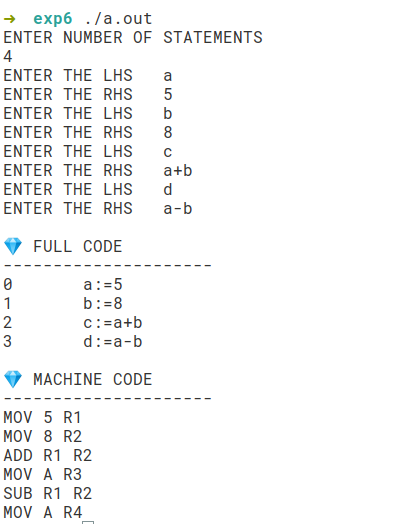 → exp6 ./a.out
ENTER NUMBER OF STATEMENTS
4
ENTER THE LHS   a
ENTER THE RHS   5
ENTER THE LHS   b
ENTER THE RHS   8
ENTER THE LHS   c
ENTER THE RHS   a+b
ENTER THE LHS   d
ENTER THE RHS   a-b
💎 FULL CODE
---------------------
0       a:=5
1       b:=8
2       c:=a+b
3       d:=a-b
💎 MACHINE CODE
---------------------
MOV 5 R1
MOV 8 R2
ADD R1 R2
MOV A R3
SUB R1 R2
MOV A R4